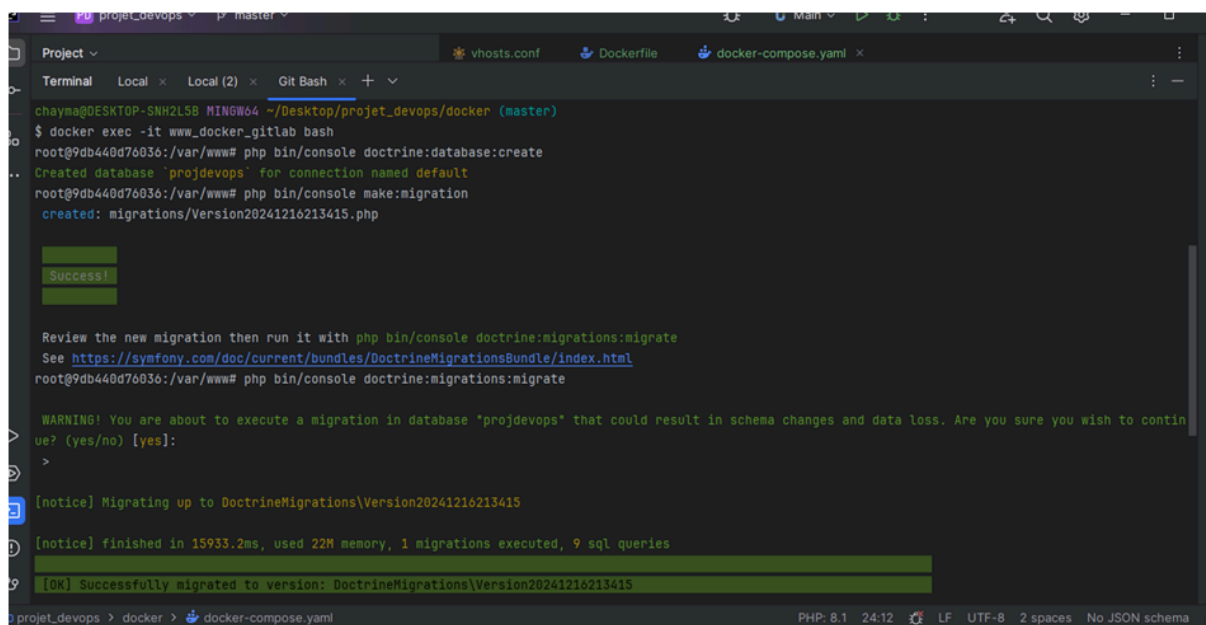 PD projet_devops master Main
Project vhosts.conf Dockerfile docker-compose.yaml
Terminal Local Local (2) Git Bash
chayma@DESKTOP-SNH2L5B MINGW64 ~/Desktop/projet_devops/docker (master)
$ docker exec -it www_docker_gitlab bash
root@9db440d76036:/var/www# php bin/console doctrine:database:create
Created database `projdevops` for connection named default
root@9db440d76036:/var/www# php bin/console make:migration
created: migrations/Version20241216213415.php
Success!
Review the new migration then run it with php bin/console doctrine:migrations:migrate
See https://symfony.com/doc/current/bundles/DoctrineMigrationsBundle/index.html
root@9db440d76036:/var/www# php bin/console doctrine:migrations:migrate
WARNING! You are about to execute a migration in database "projdevops" that could result in schema changes and data loss. Are you sure you wish to contin
ue? (yes/no) [yes]:
>
[notice] Migrating up to DoctrineMigrations\Version20241216213415
[notice] finished in 15933.2ms, used 22M memory, 1 migrations executed, 9 sql queries
[OK] Successfully migrated to version: DoctrineMigrations\Version20241216213415
projet_devops > docker > docker-compose.yaml PHP: 8.1 24:12 LF UTF-8 2 spaces No JSON schema